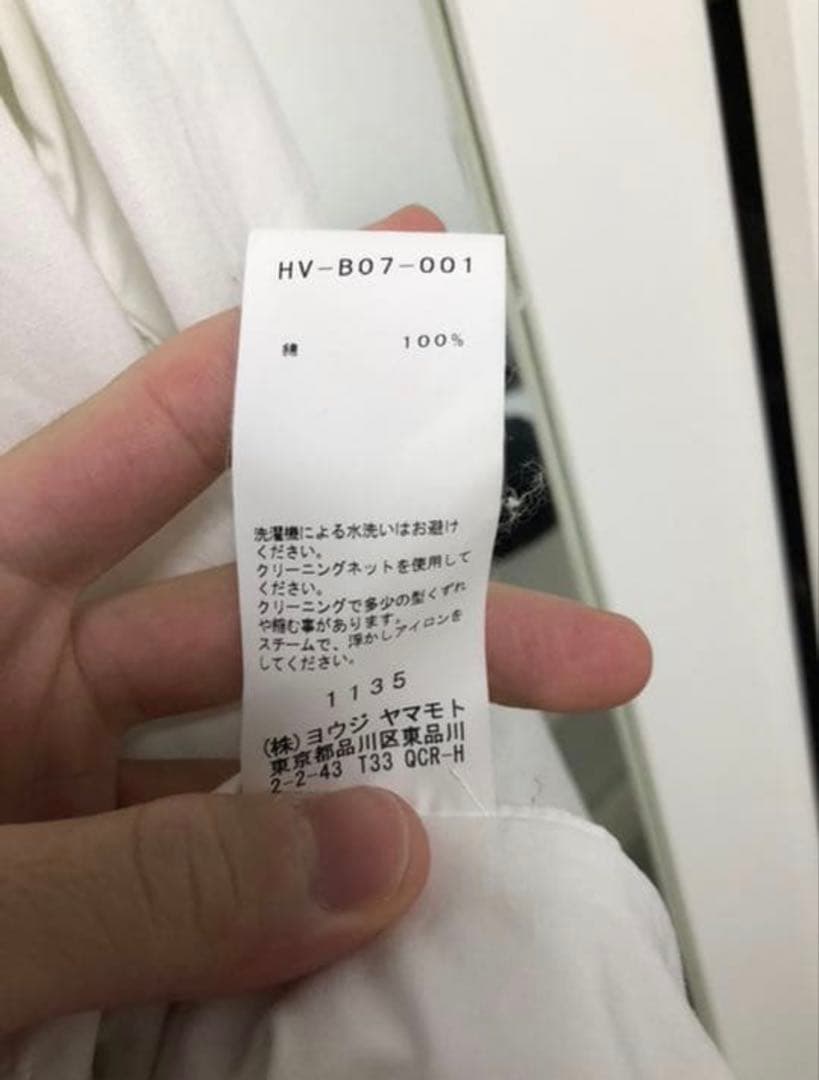 HV-B07-001
綿 100%
洗濯機による水洗いはお避け
ください。
クリーニングネットを使用して
ください。
クリーニングで多少の型くずれ
や縮む事があります。
スチームで、浮かしアイロンを
してください。
1135
(株)ヨウジ ヤマモト
東京都品川区東品川
2-2-43 T33 QCR-H